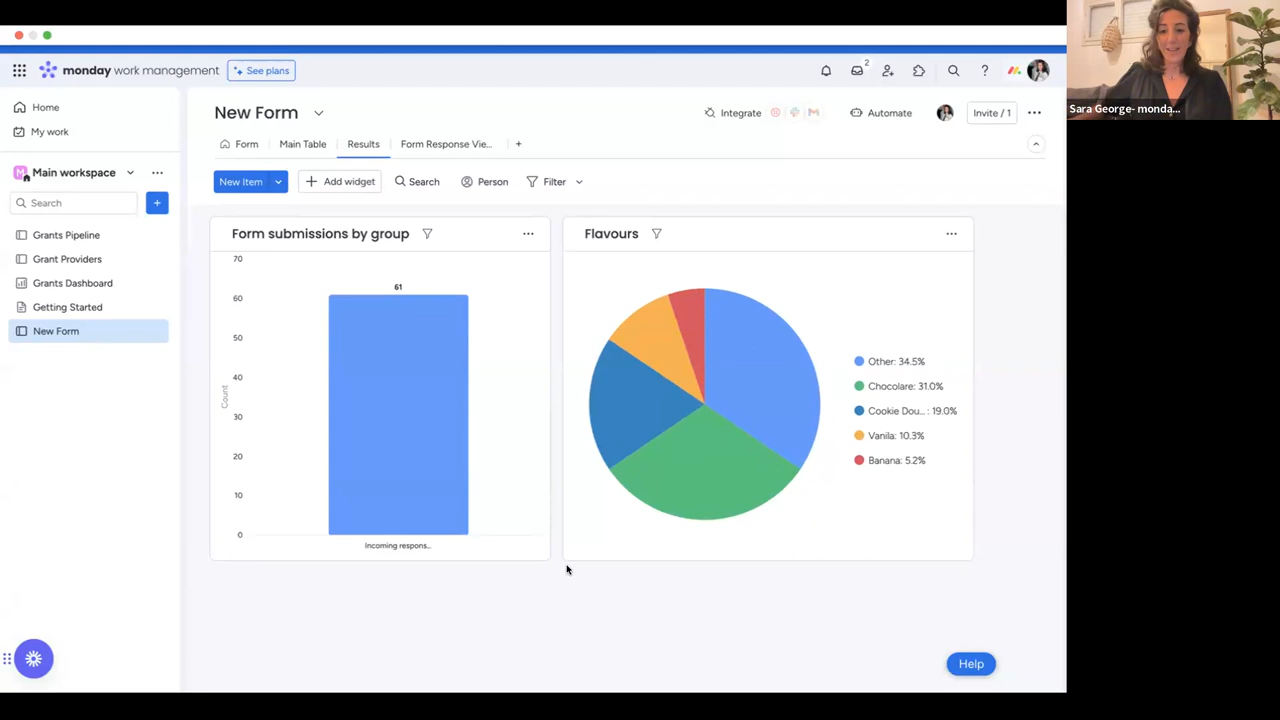 monday work management
See plans
2
Home
My work
M
Main workspace
Search
+
Grants Pipeline
Grant Providers
Grants Dashboard
Getting Started
New Form
New Form
Integrate
Automate
Invite / 1
Form
Main Table
Results
Form Response Vie...
+
New Item
+ Add widget
Search
Person
Filter
Form submissions by group
70
60
50
40
30
20
10
0
Count
61
Incoming respons...
Flavours
Other: 34.5%
Chocolare: 31.0%
Cookie Dou... : 19.0%
Vanila: 10.3%
Banana: 5.2%
Help
Sara George- monda...